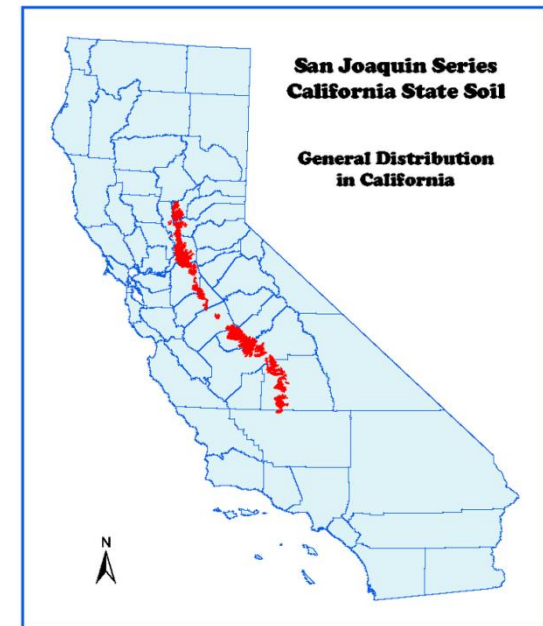 San Joaquin Series
California State Soil
General Distribution
in California
N